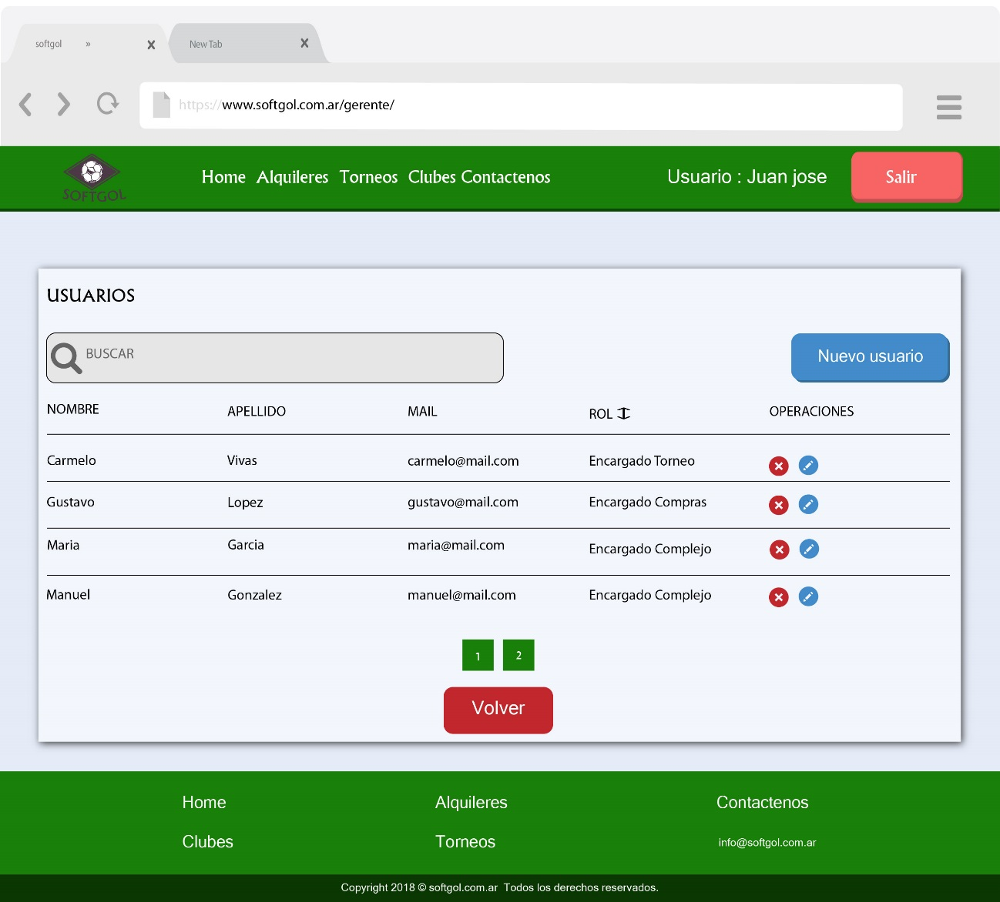 softgol » x New Tab x
https://www.softgol.com.ar/gerente/
SOFTGOL Home Alquileres Torneos Clubes Contactenos Usuario : Juan jose Salir
USUARIOS
BUSCAR Nuevo usuario
NOMBRE APELLIDO MAIL ROL OPERACIONES
Carmelo Vivas carmelo@mail.com Encargado Torneo
Gustavo Lopez gustavo@mail.com Encargado Compras
Maria Garcia maria@mail.com Encargado Complejo
Manuel Gonzalez manuel@mail.com Encargado Complejo
1 2
Volver
Home Alquileres Contactenos
Clubes Torneos info@softgol.com.ar
Copyright 2018 © softgol.com.ar Todos los derechos reservados.